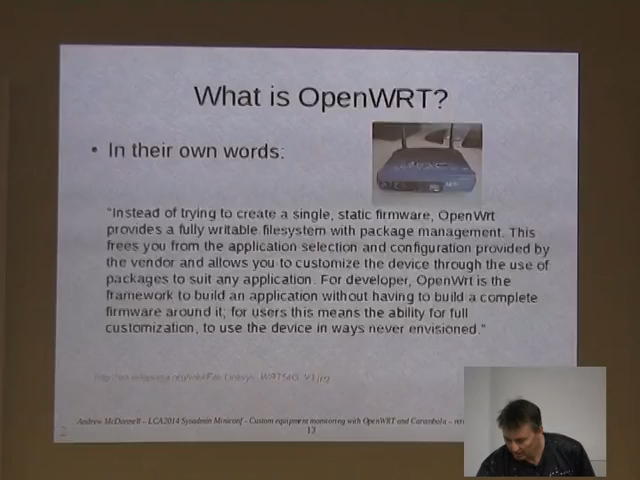 What is OpenWRT?
• In their own words:
"Instead of trying to create a single, static firmware, OpenWrt
provides a fully writable filesystem with package management. This
frees you from the application selection and configuration provided by
the vendor and allows you to customize the device through the use of
packages to suit any application. For developer, OpenWrt is the
framework to build an application without having to build a complete
firmware around it; for users this means the ability for full
customization, to use the device in ways never envisioned."
Andrew McDonnell – LCA2014 Sysadmin Miniconf - Custom equipment monitoring with OpenWRT and Carambola –
13